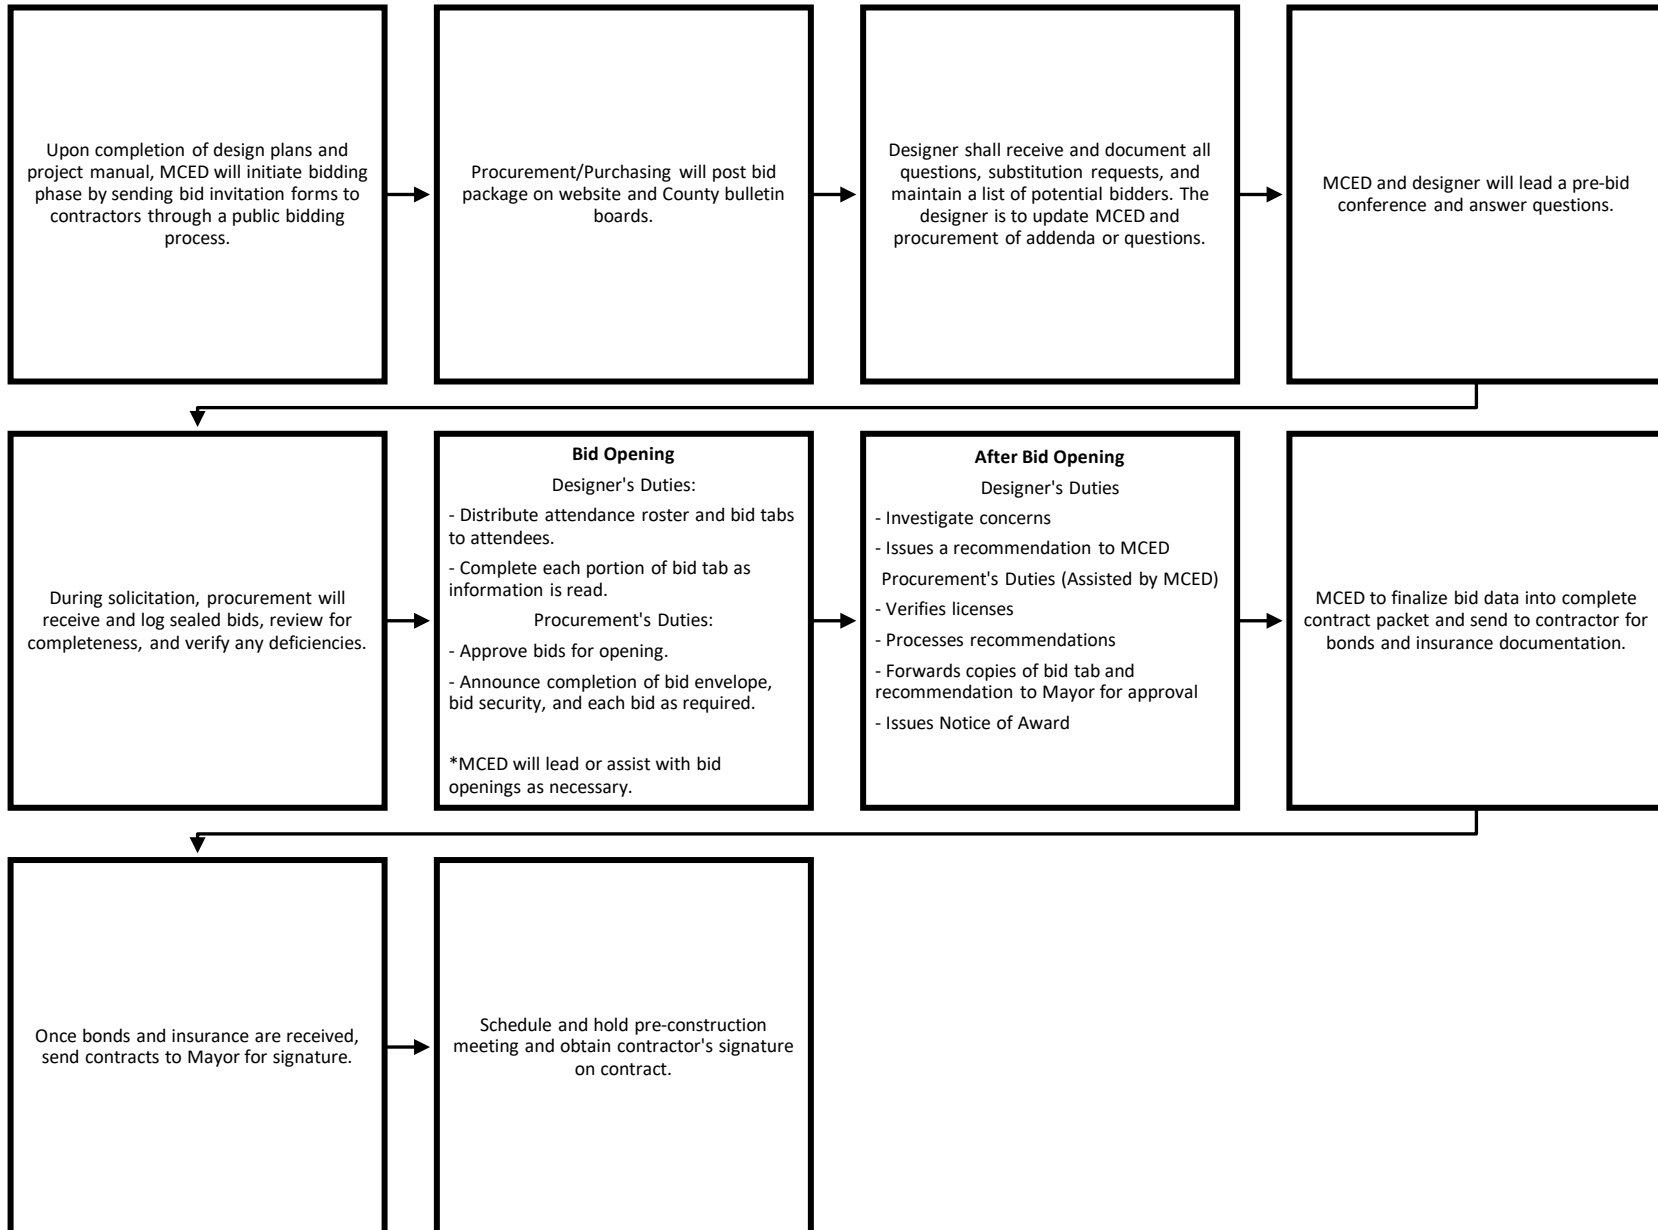 Upon completion of design plans and
project manual, MCED will initiate bidding
phase by sending bid invitation forms to
contractors through a public bidding
process.
Procurement/Purchasing will post bid
package on website and County bulletin
boards.
Designer shall receive and document all
questions, substitution requests, and
maintain a list of potential bidders. The
designer is to update MCED and
procurement of addenda or questions.
MCED and designer will lead a pre-bid
conference and answer questions.
During solicitation, procurement will
receive and log sealed bids, review for
completeness, and verify any deficiencies.
Bid Opening
Designer's Duties:
- Distribute attendance roster and bid tabs
to attendees.
- Complete each portion of bid tab as
information is read.
Procurement's Duties:
- Approve bids for opening.
- Announce completion of bid envelope,
bid security, and each bid as required.
*MCED will lead or assist with bid
openings as necessary.
After Bid Opening
Designer's Duties
- Investigate concerns
- Issues a recommendation to MCED
Procurement's Duties (Assisted by MCED)
- Verifies licenses
- Processes recommendations
- Forwards copies of bid tab and
recommendation to Mayor for approval
- Issues Notice of Award
MCED to finalize bid data into complete
contract packet and send to contractor for
bonds and insurance documentation.
Once bonds and insurance are received,
send contracts to Mayor for signature.
Schedule and hold pre-construction
meeting and obtain contractor's signature
on contract.